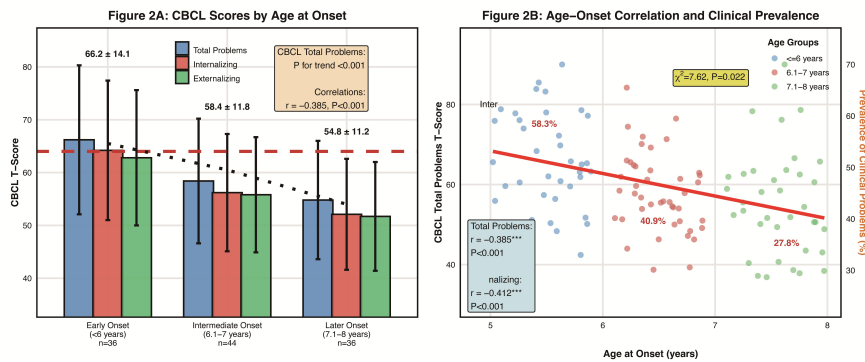 Figure 2A: CBCL Scores by Age at Onset
80
70
60
50
40
CBCL T−Score
66.2 ± 14.1
58.4 ± 11.8
54.8 ± 11.2
Total Problems
Internalizing
Externalizing
CBCL Total Problems:
P for trend <0.001
Correlations:
r = −0.385, P<0.001
Early Onset
(<6 years)
n=36
Intermediate Onset
(6.1−7 years)
n=44
Later Onset
(7.1−8 years)
n=36
Figure 2B: Age−Onset Correlation and Clinical Prevalence
Age Groups
<=6 years
6.1−7 years
7.1−8 years
χ²=7.62, P=0.022
Inter
58.3%
40.9%
27.8%
Total Problems:
r = −0.385***
P<0.001
nalizing:
r = −0.412***
P<0.001
80
60
40
CBCL Total Problems T−Score
70
60
50
40
30
Prevalence of Clinical Problems (%)
5
6
7
8
Age at Onset (years)